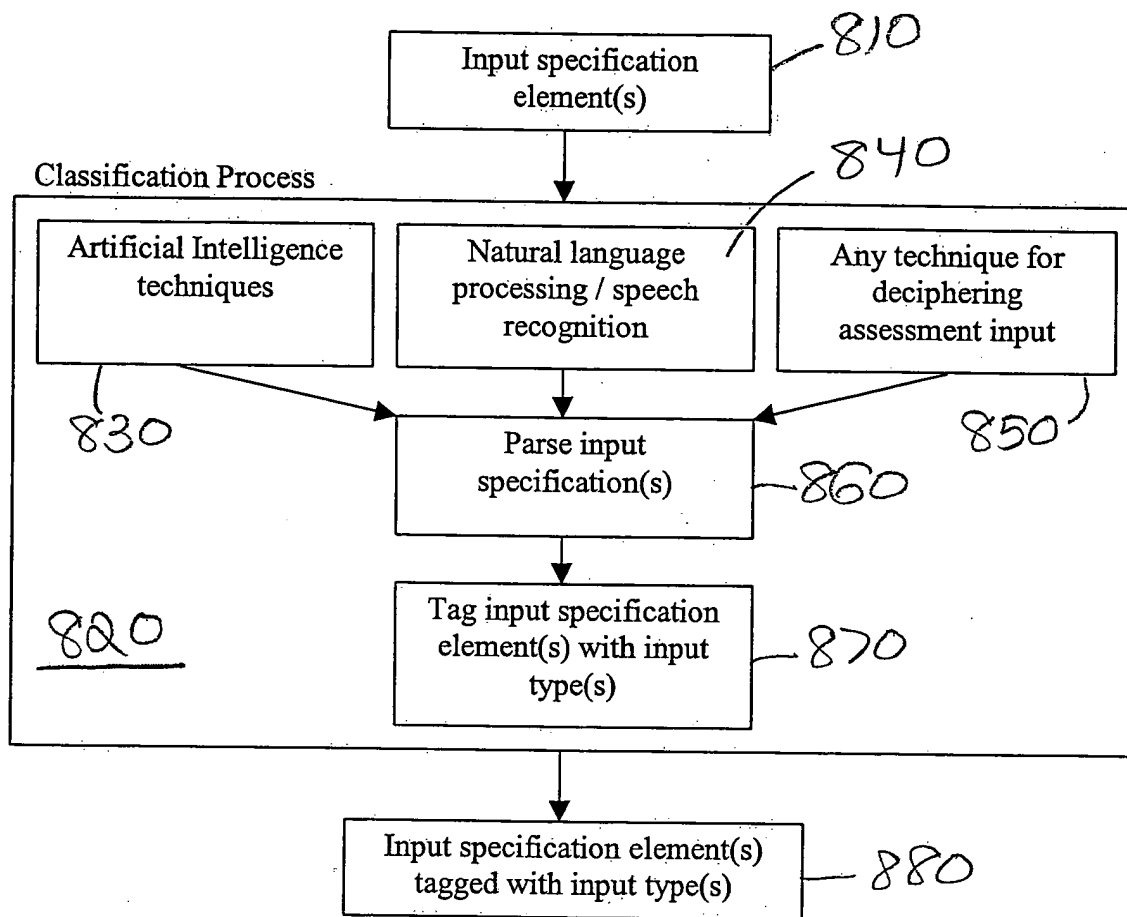 Input specification
element(s)
810
840
Classification Process
Artificial Intelligence
techniques
Natural language
processing / speech
recognition
Any technique for
deciphering
assessment input
830
850
Parse input
specification(s)
860
820
Tag input specification
element(s) with input
type(s)
870
Input specification element(s)
tagged with input type(s)
880